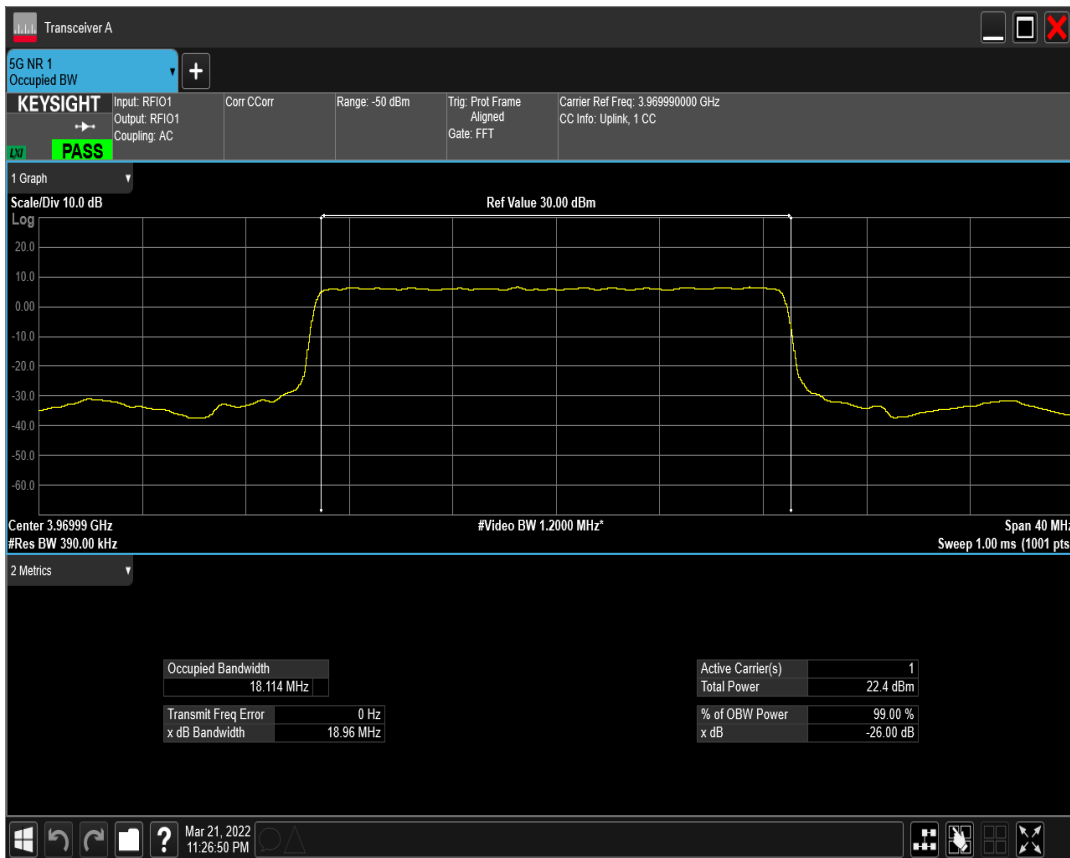 Transceiver A
5G NR 1
Occupied BW
+
KEYSIGHT
LXI
PASS
Input: RFIO1
Output: RFIO1
Coupling: AC
Corr CCorr
Range: -50 dBm
Trig: Prot Frame
Aligned
Gate: FFT
Carrier Ref Freq: 3.969990000 GHz
CC Info: Uplink, 1 CC
1 Graph
Scale/Div 10.0 dB
Ref Value 30.00 dBm
Log
20.0
10.0
0.00
-10.0
-20.0
-30.0
-40.0
-50.0
-60.0
Center 3.96999 GHz
#Video BW 1.2000 MHz*
Span 40 MHz
#Res BW 390.00 kHz
Sweep 1.00 ms (1001 pts
2 Metrics
Occupied Bandwidth
18.114 MHz
Transmit Freq Error 0 Hz
x dB Bandwidth 18.96 MHz
Active Carrier(s) 1
Total Power 22.4 dBm
% of OBW Power 99.00 %
x dB -26.00 dB
?
Mar 21, 2022
11:26:50 PM